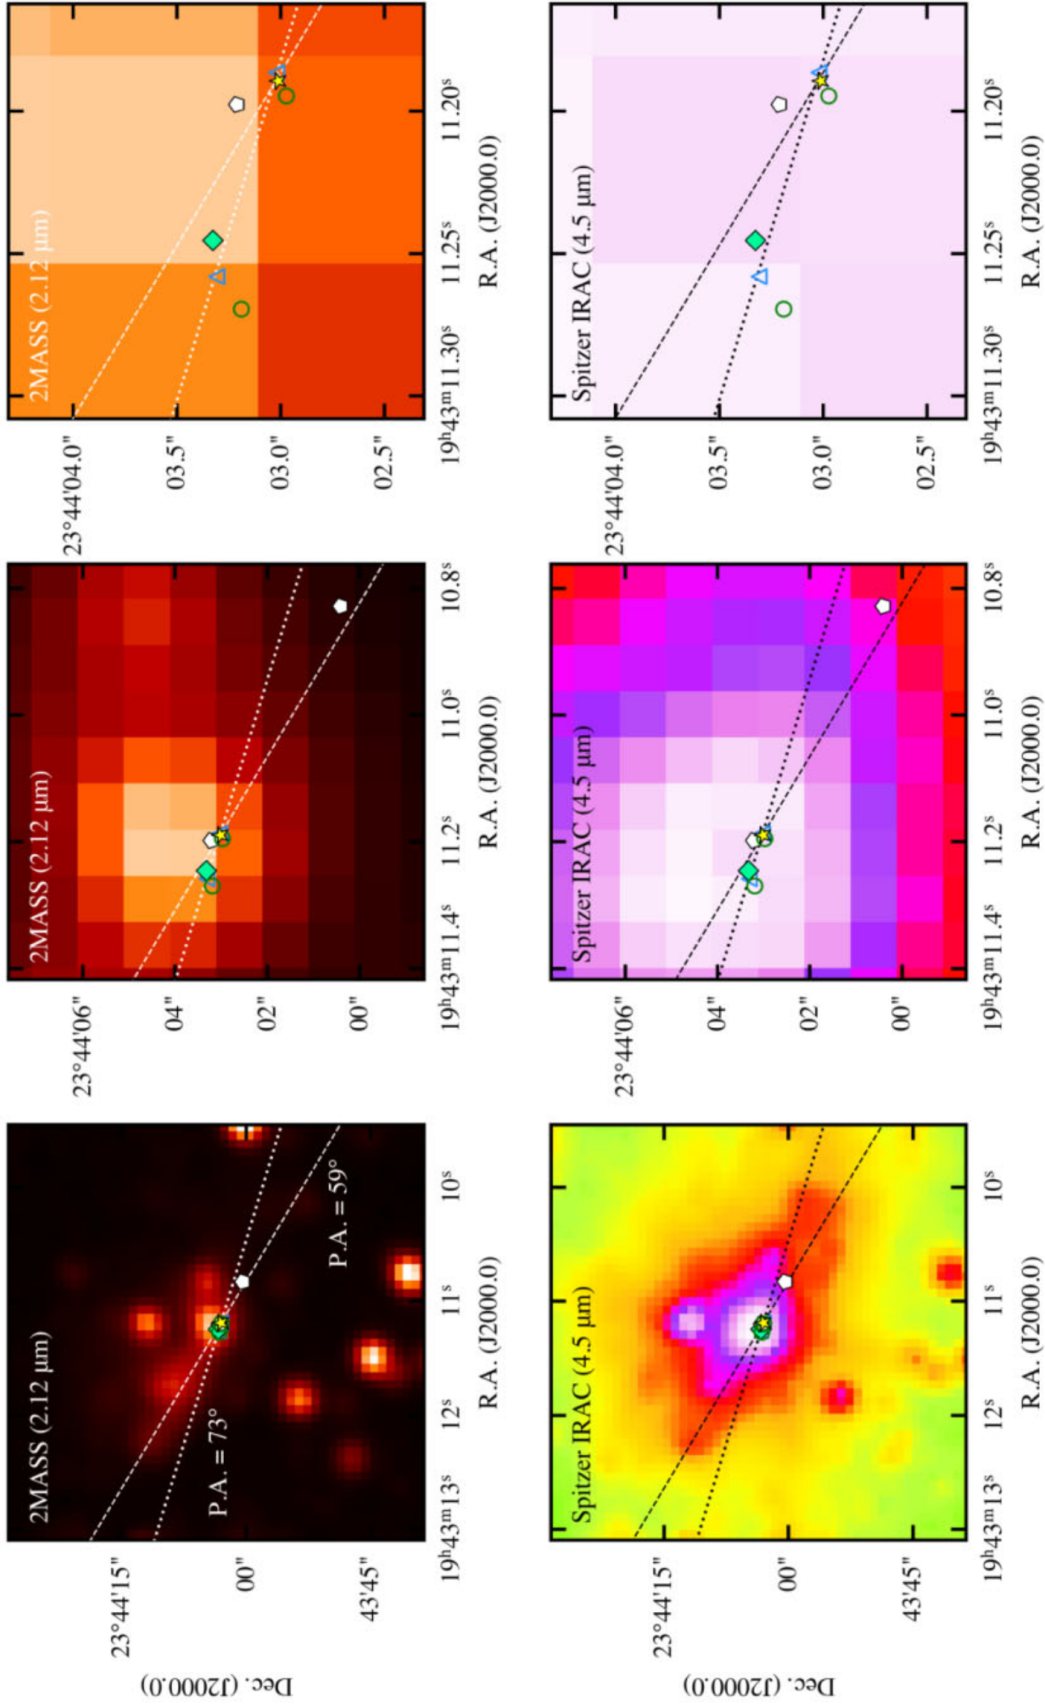 2MASS (2.12 μm)
P.A. = 73°
P.A. = 59°
23°44'15"
00"
43'45"
Dec. (J2000.0)
19ʰ43ᵐ13ˢ
12ˢ
11ˢ
10ˢ
R.A. (J2000.0)
2MASS (2.12 μm)
23°44'06"
04"
02"
00"
19ʰ43ᵐ11.4ˢ
11.2ˢ
11.0ˢ
10.8ˢ
R.A. (J2000.0)
2MASS (2.12 μm)
23°44'04.0"
03.5"
03.0"
02.5"
19ʰ43ᵐ11.30ˢ
11.25ˢ
11.20ˢ
R.A. (J2000.0)
Spitzer IRAC (4.5 μm)
23°44'15"
00"
43'45"
Dec. (J2000.0)
19ʰ43ᵐ13ˢ
12ˢ
11ˢ
10ˢ
R.A. (J2000.0)
Spitzer IRAC (4.5 μm)
23°44'06"
04"
02"
00"
19ʰ43ᵐ11.4ˢ
11.2ˢ
11.0ˢ
10.8ˢ
R.A. (J2000.0)
Spitzer IRAC (4.5 μm)
23°44'04.0"
03.5"
03.0"
02.5"
19ʰ43ᵐ11.30ˢ
11.25ˢ
11.20ˢ
R.A. (J2000.0)